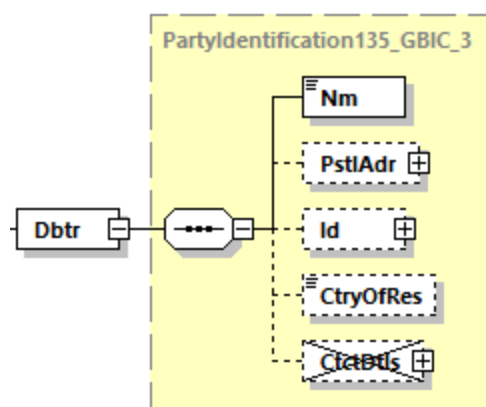 PartyIdentification135_GBIC_3
Nm
PstlAdr
Dbtr
Id
CtryOfRes
CtctDtls